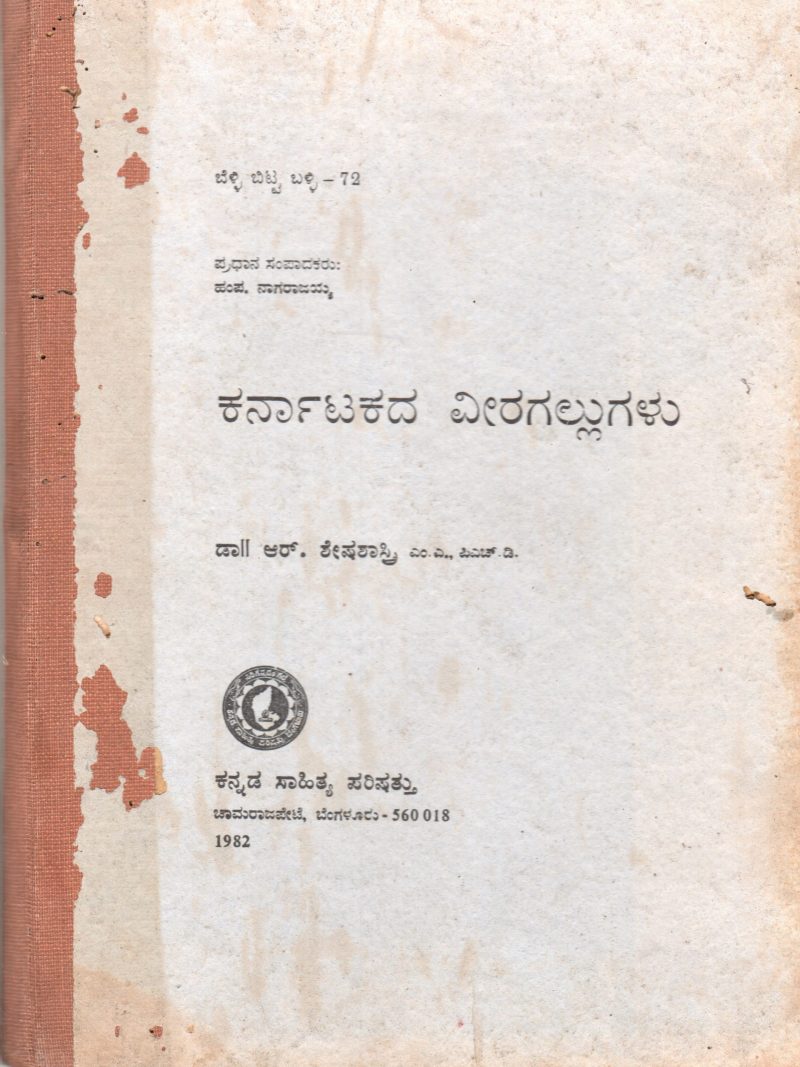 ಬೆಳ್ಳಿ ಬಿಟ್ಟ ಬಳ್ಳಿ – 72
ಪ್ರಧಾನ ಸಂಪಾದಕರು:
ಹಂಪ. ನಾಗರಾಜಯ್ಯ
ಕರ್ನಾಟಕದ ವೀರಗಲ್ಲುಗಳು
ಡಾ|| ಆರ್. ಶೇಷಶಾಸ್ತ್ರಿ ಎಂ.ಎ., ಪಿಎಚ್.ಡಿ.
ಕನ್ನಡ ಸಾಹಿತ್ಯ ಪರಿಷತ್ತು
ಚಾಮರಾಜಪೇಟೆ, ಬೆಂಗಳೂರು - 560 018
1982